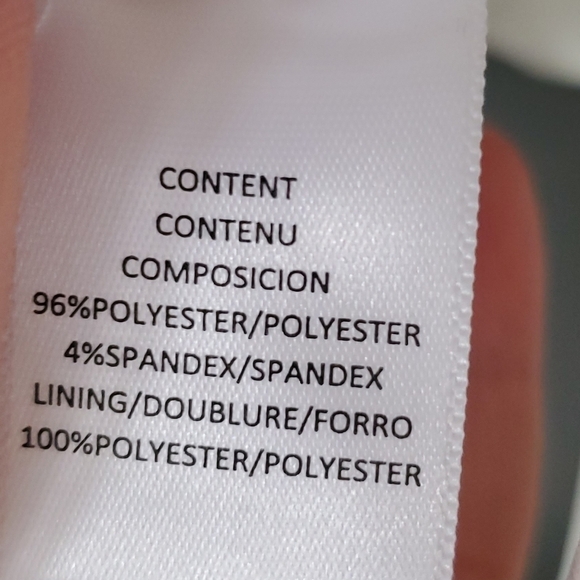 CONTENT
CONTENU
COMPOSICION
96%POLYESTER/POLYESTER
4%SPANDEX/SPANDEX
LINING/DOUBLURE/FORRO
100%POLYESTER/POLYESTER